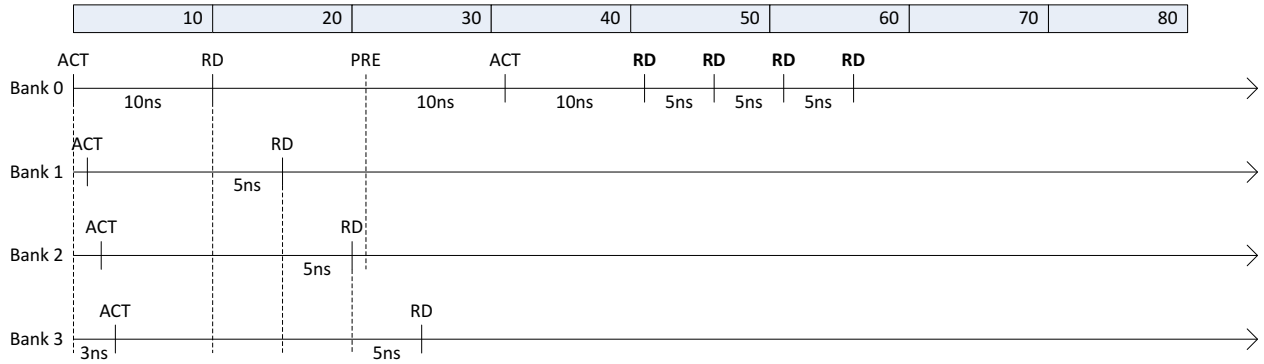 10 20 30 40 50 60 70 80
ACT RD PRE ACT RD RD RD RD
Bank 0
10ns 10ns 10ns 5ns 5ns 5ns
ACT RD
Bank 1
5ns
ACT RD
Bank 2
5ns
ACT RD
Bank 3
3ns 5ns